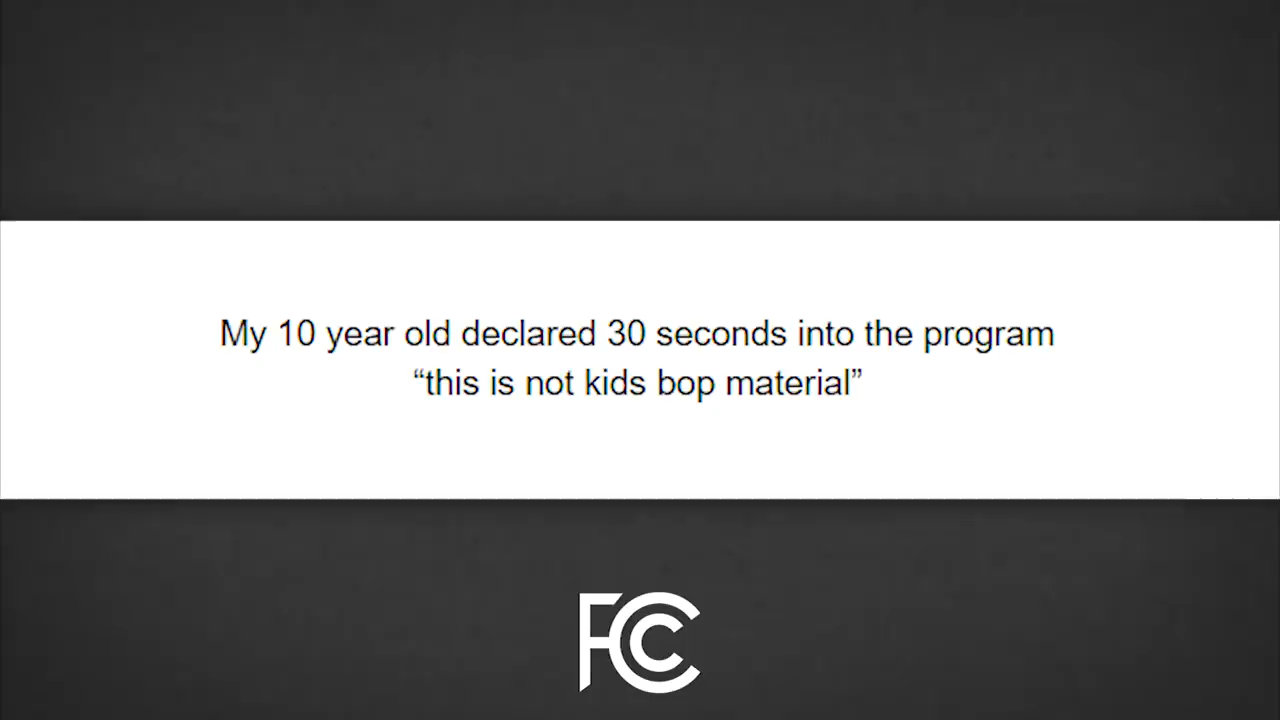 My 10 year old declared 30 seconds into the program
“this is not kids bop material”
FCC